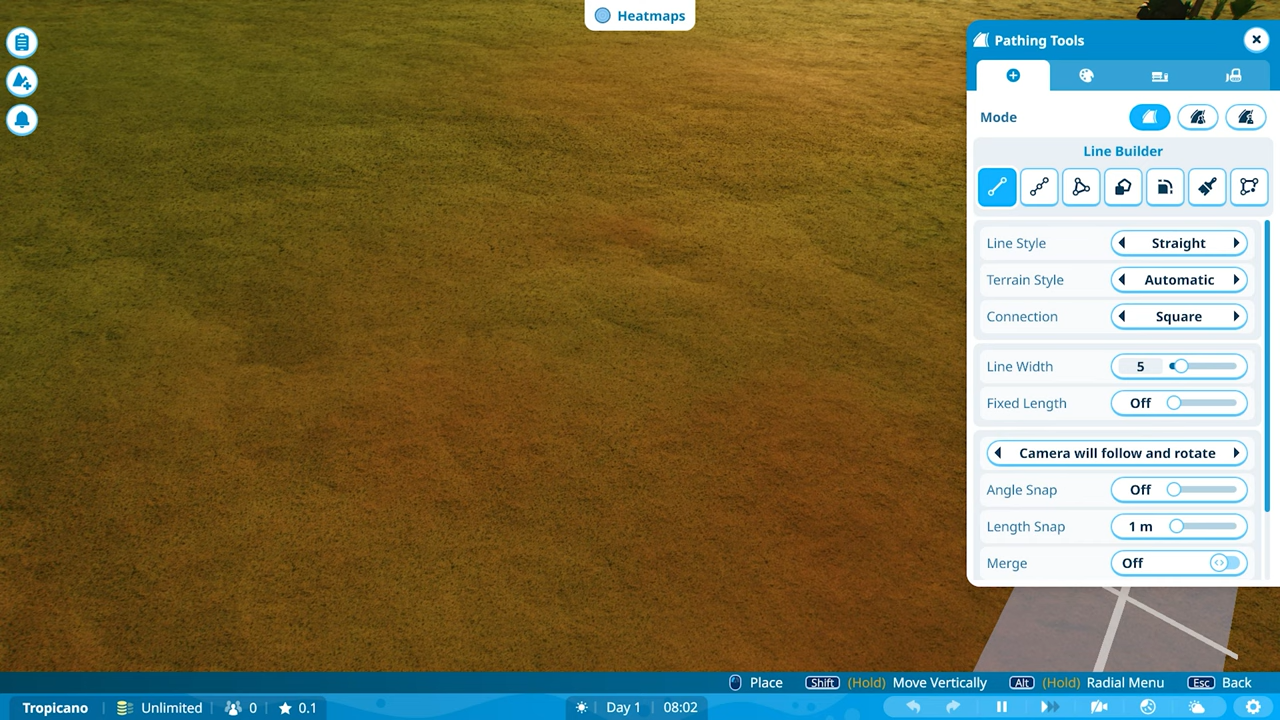 Heatmaps
Pathing Tools
Mode
Line Builder
Line Style
Straight
Terrain Style
Automatic
Connection
Square
Line Width
5
Fixed Length
Off
Camera will follow and rotate
Angle Snap
Off
Length Snap
1 m
Merge
Off
Place
Shift (Hold) Move Vertically
Alt (Hold) Radial Menu
Esc Back
Tropicano
Unlimited
0
0.1
Day 1
08:02